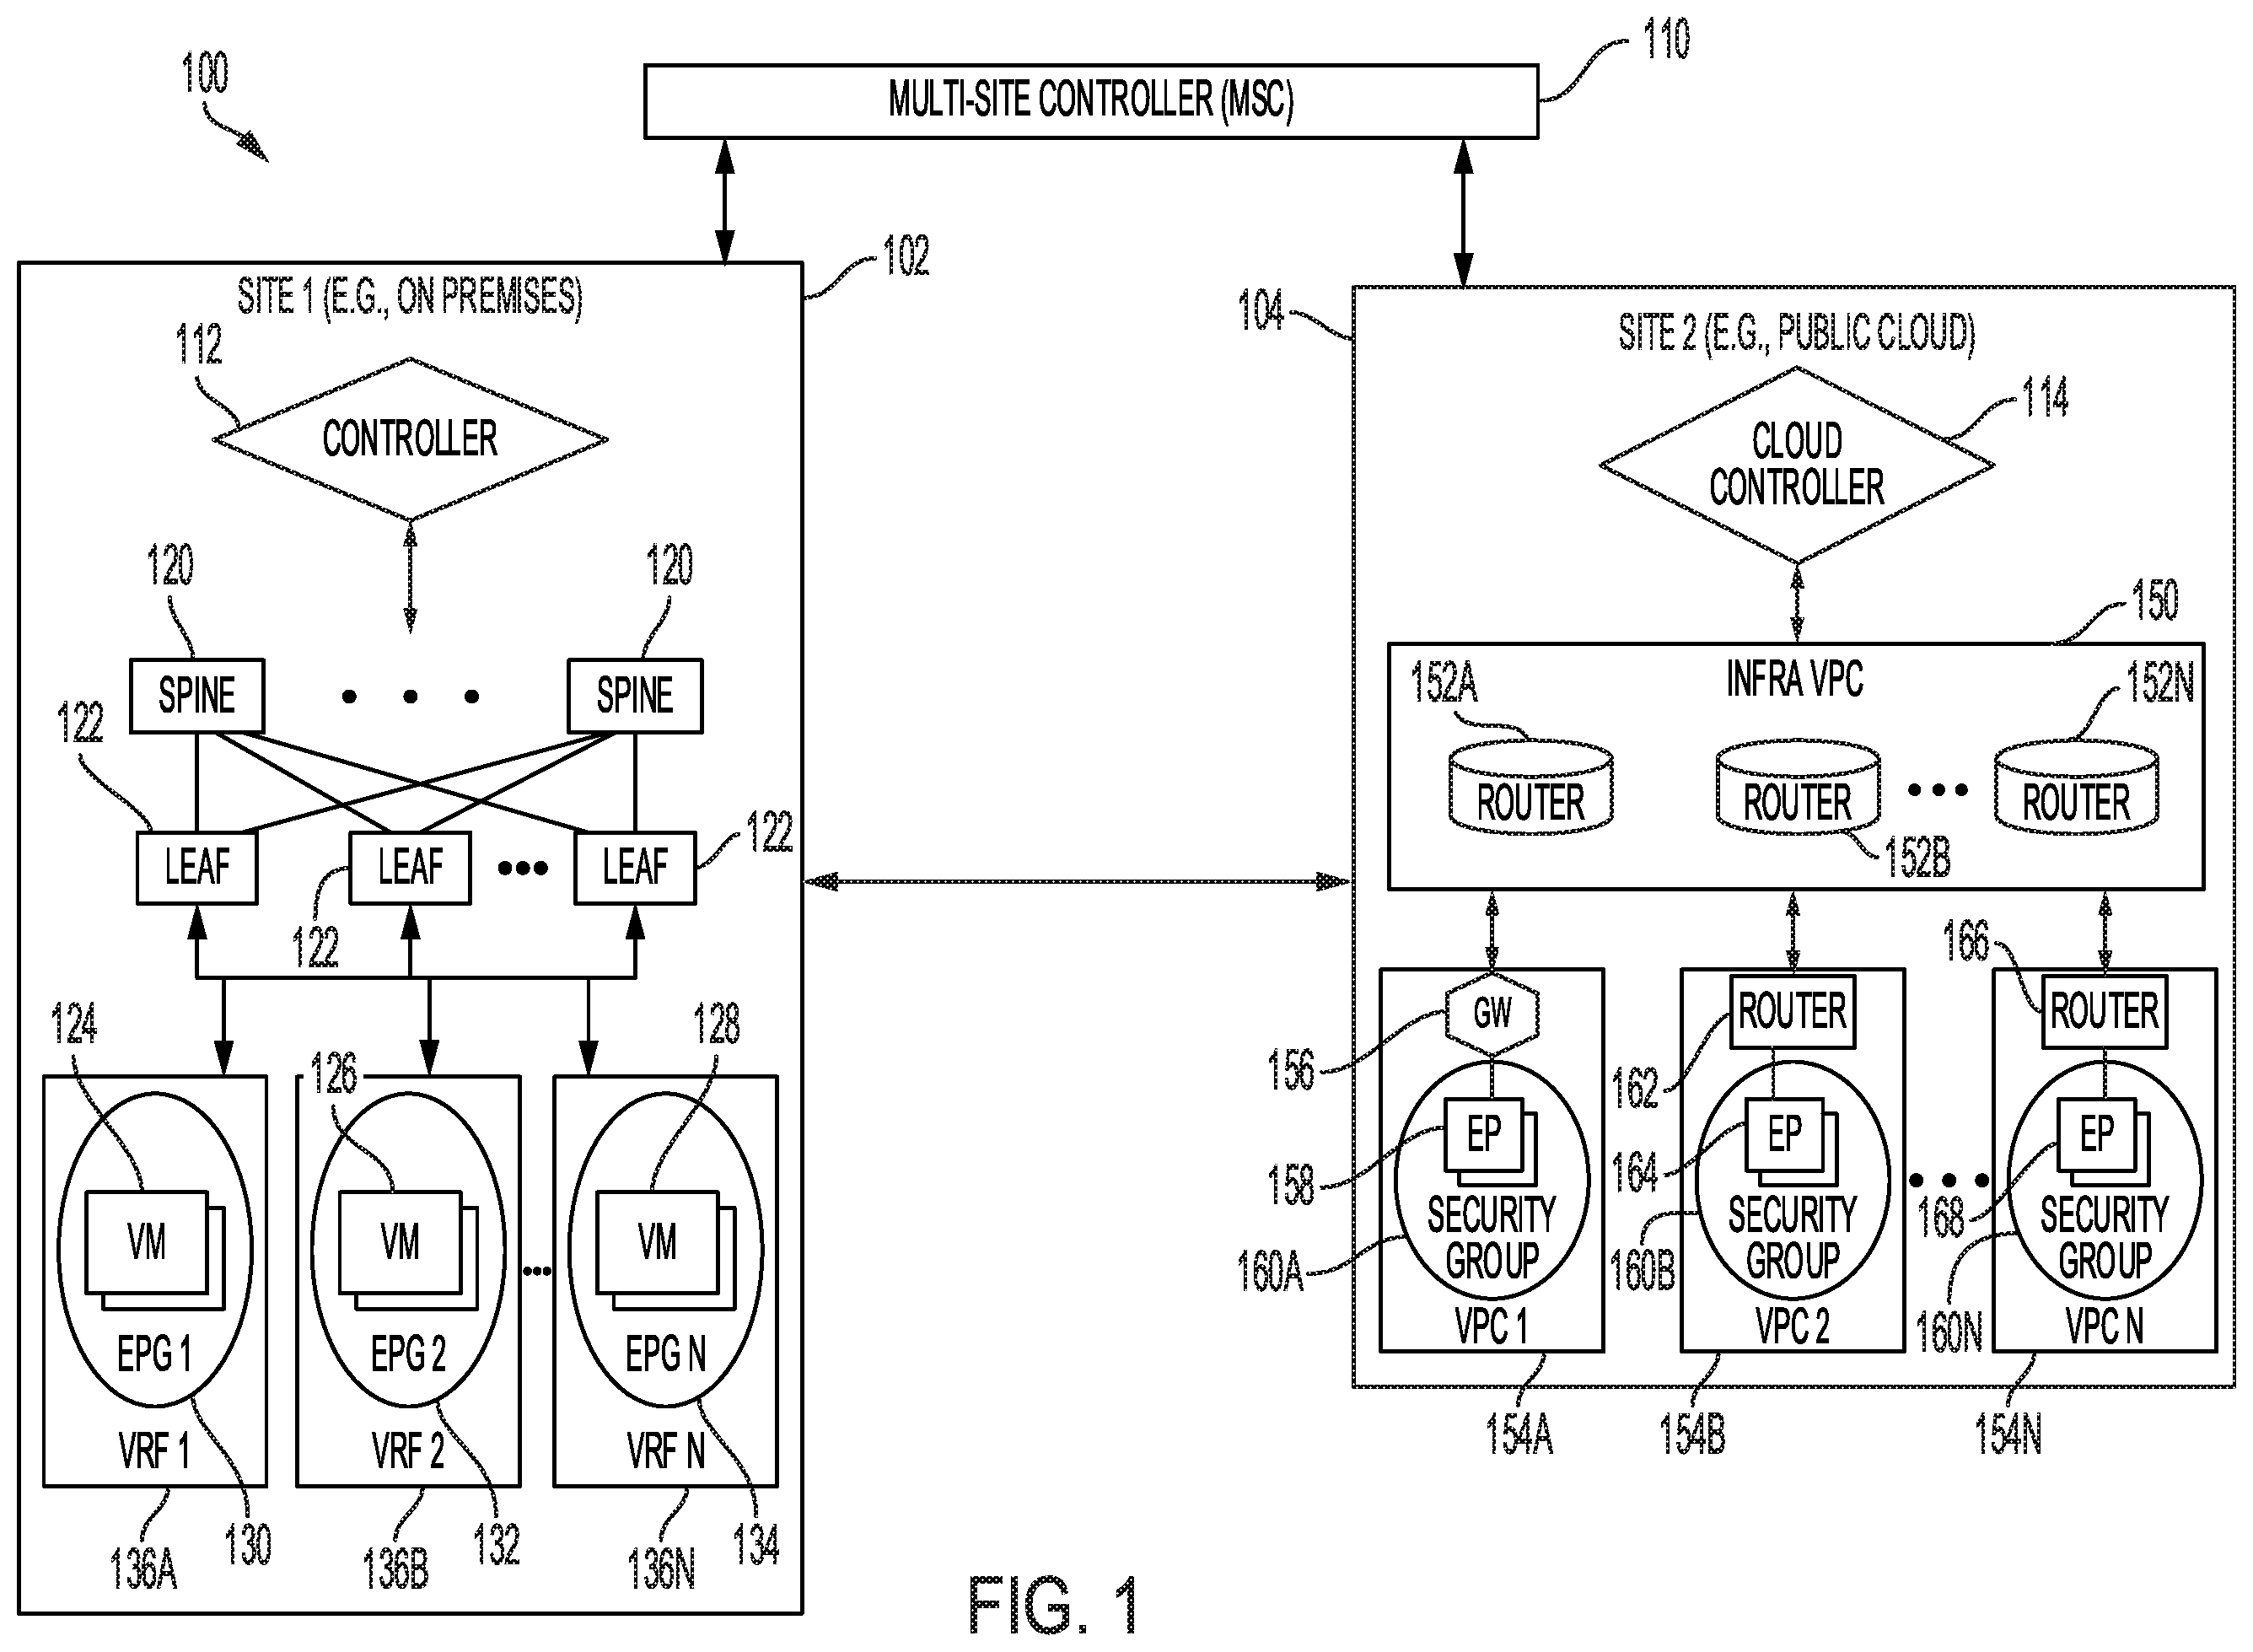 100
110
MULTI-SITE CONTROLLER (MSC)
102
SITE 1 (E.G., ON PREMISES)
112
CONTROLLER
120
120
SPINE
SPINE
122
LEAF
LEAF
LEAF
122
122
124
126
128
VM
VM
VM
EPG 1
EPG 2
EPG N
VRF 1
VRF 2
VRF N
136A
130
136B
132
136N
134
104
SITE 2 (E.G., PUBLIC CLOUD)
114
CLOUD
CONTROLLER
150
INFRA VPC
152A
152N
ROUTER
ROUTER
ROUTER
152B
166
GW
ROUTER
ROUTER
156
162
EP
EP
EP
158
164
168
SECURITY
GROUP
SECURITY
GROUP
SECURITY
GROUP
160A
160B
160N
VPC 1
VPC 2
VPC N
154A
154B
154N
FIG. 1